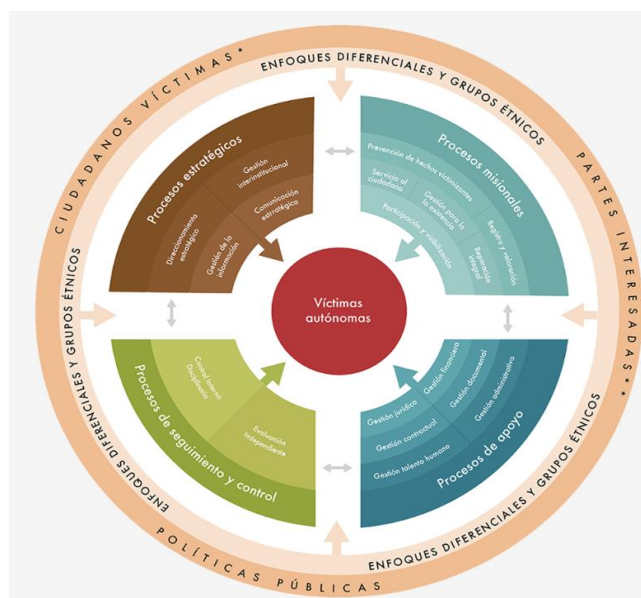 CIUDADANOS VÍCTIMAS*
ENFOQUES DIFERENCIALES Y GRUPOS ÉTNICOS
PARTES INTERESADAS**
Procesos estratégicos
Gestión
interinstitucional
Direccionamiento
estratégico
Comunicación
estratégica
Gestión de la
información
Procesos misionales
Prevención de hechos victimizantes
Servicio al
ciudadano
Gestión para
la asistencia
Registro y valoración
Participación y visibilización
Reparación
integral
Víctimas
autónomas
Control Interno
Disciplinario
Evaluación
Independiente
Procesos de seguimiento y control
Gestión financiera
Gestión documental
Gestión administrativa
Gestión jurídica
Gestión contractual
Gestión talento humano
Procesos de apoyo
ENFOQUES DIFERENCIALES Y GRUPOS ÉTNICOS
ENFOQUES DIFERENCIALES Y GRUPOS ÉTNICOS
POLÍTICAS PÚBLICAS